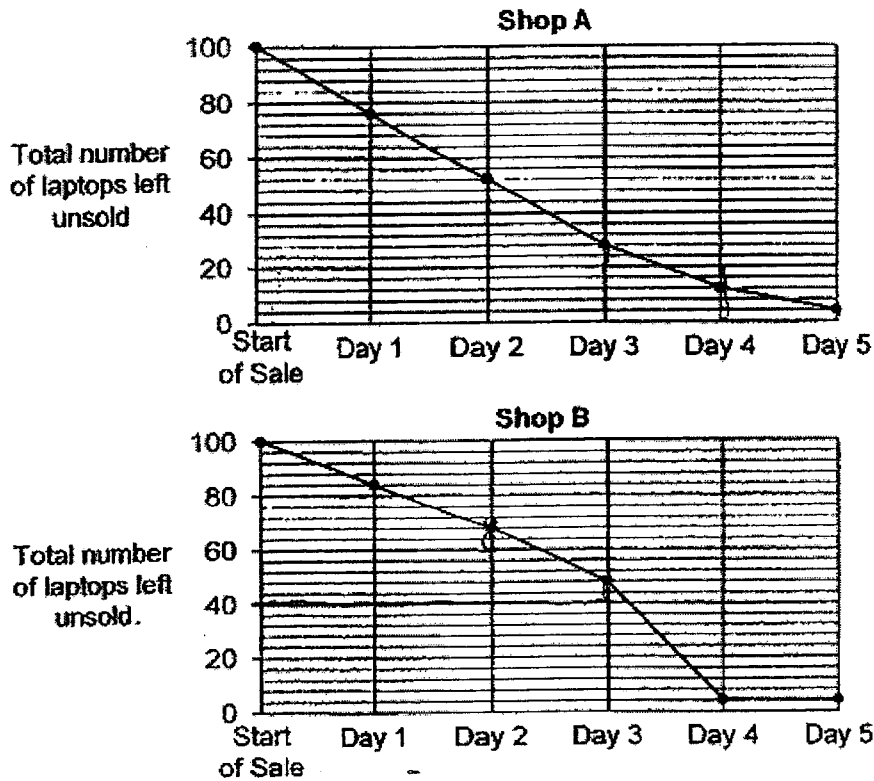 Shop A
100
80
60
40
20
0
Total number
of laptops left
unsold
Start
of Sale
Day 1
Day 2
Day 3
Day 4
Day 5
Shop B
100
80
60
40
20
0
Total number
of laptops left
unsold.
Start
of Sale
Day 1
Day 2
Day 3
Day 4
Day 5